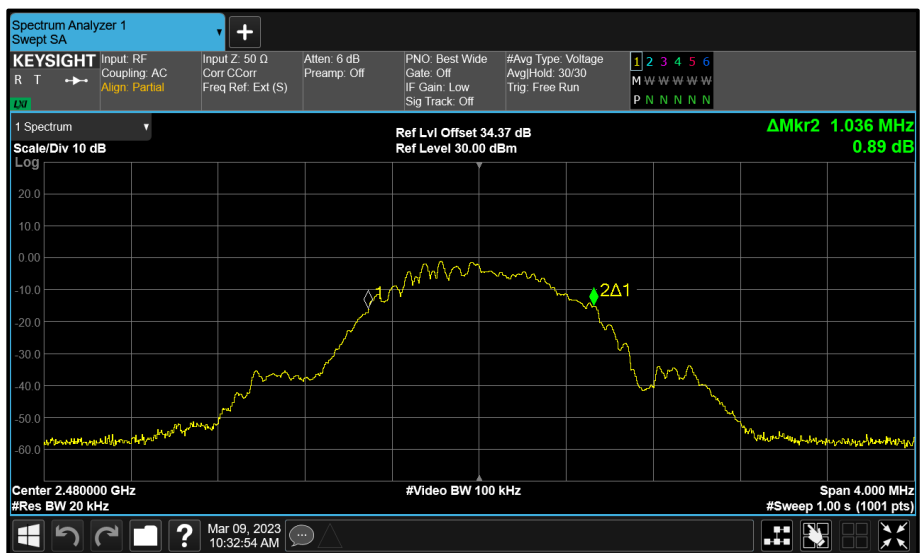 Spectrum Analyzer 1
Swept SA
+
KEYSIGHT
R T
LXI
Input: RF
Coupling: AC
Align: Partial
Input Z: 50 Ω
Corr CCorr
Freq Ref: Ext (S)
Atten: 6 dB
Preamp: Off
PNO: Best Wide
Gate: Off
IF Gain: Low
Sig Track: Off
#Avg Type: Voltage
Avg|Hold: 30/30
Trig: Free Run
1 2 3 4 5 6
M W W W W W
P N N N N N
1 Spectrum
Scale/Div 10 dB
Ref Lvl Offset 34.37 dB
Ref Level 30.00 dBm
ΔMkr2 1.036 MHz
0.89 dB
Log
20.0
10.0
0.00
-10.0
-20.0
-30.0
-40.0
-50.0
-60.0
1
2Δ1
Center 2.480000 GHz
#Res BW 20 kHz
#Video BW 100 kHz
Span 4.000 MHz
#Sweep 1.00 s (1001 pts)
?
Mar 09, 2023
10:32:54 AM